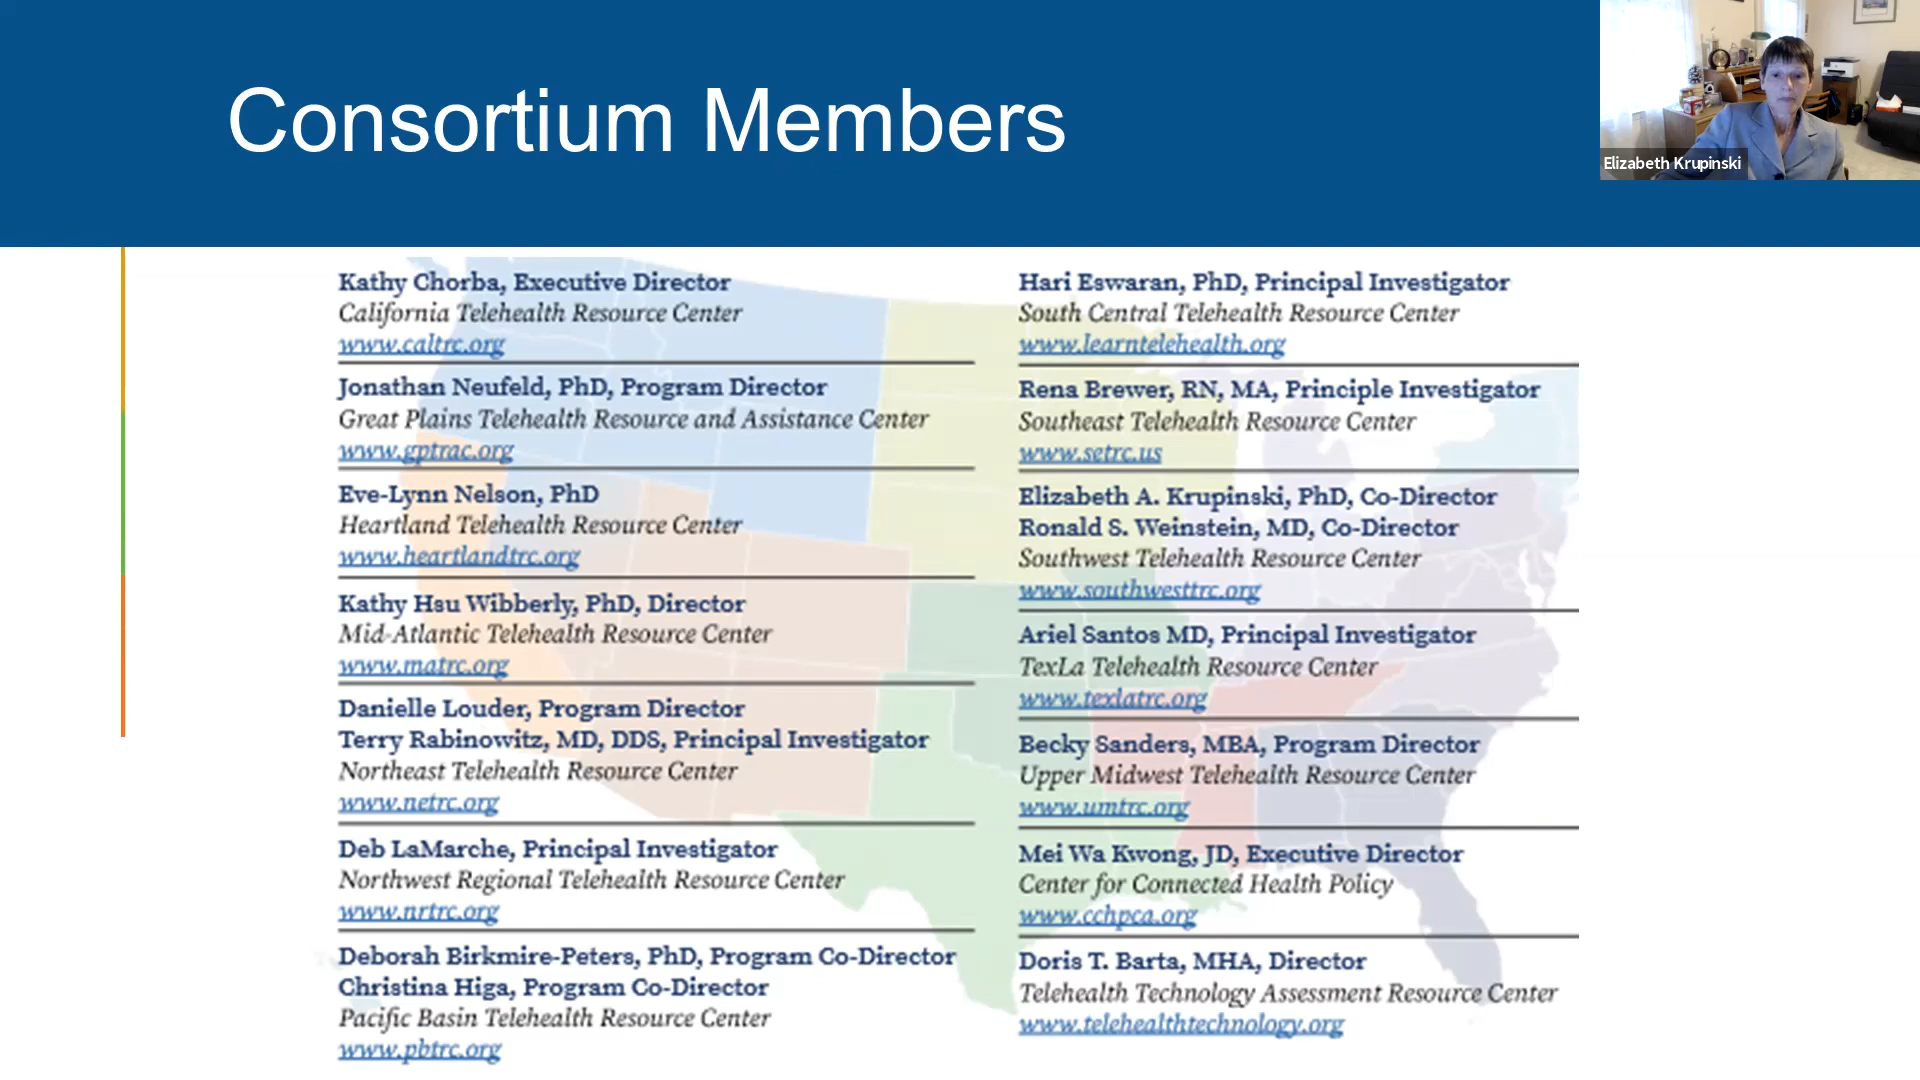 Consortium Members
Elizabeth Krupinski
Kathy Chorba, Executive Director
California Telehealth Resource Center
www.caltrc.org
Jonathan Neufeld, PhD, Program Director
Great Plains Telehealth Resource and Assistance Center
www.gptrac.org
Eve-Lynn Nelson, PhD
Heartland Telehealth Resource Center
www.heartlandtrc.org
Kathy Hsu Wibberly, PhD, Director
Mid-Atlantic Telehealth Resource Center
www.matrc.org
Danielle Louder, Program Director
Terry Rabinowitz, MD, DDS, Principal Investigator
Northeast Telehealth Resource Center
www.netrc.org
Deb LaMarche, Principal Investigator
Northwest Regional Telehealth Resource Center
www.nrtrc.org
Deborah Birkmire-Peters, PhD, Program Co-Director
Christina Higa, Program Co-Director
Pacific Basin Telehealth Resource Center
www.pbtrc.org
Hari Eswaran, PhD, Principal Investigator
South Central Telehealth Resource Center
www.learntelehealth.org
Rena Brewer, RN, MA, Principle Investigator
Southeast Telehealth Resource Center
www.setrc.us
Elizabeth A. Krupinski, PhD, Co-Director
Ronald S. Weinstein, MD, Co-Director
Southwest Telehealth Resource Center
www.southwesttrc.org
Ariel Santos MD, Principal Investigator
TexLa Telehealth Resource Center
www.texlatrc.org
Becky Sanders, MBA, Program Director
Upper Midwest Telehealth Resource Center
www.umtrc.org
Mei Wa Kwong, JD, Executive Director
Center for Connected Health Policy
www.cchpca.org
Doris T. Barta, MHA, Director
Telehealth Technology Assessment Resource Center
www.telehealthtechnology.org